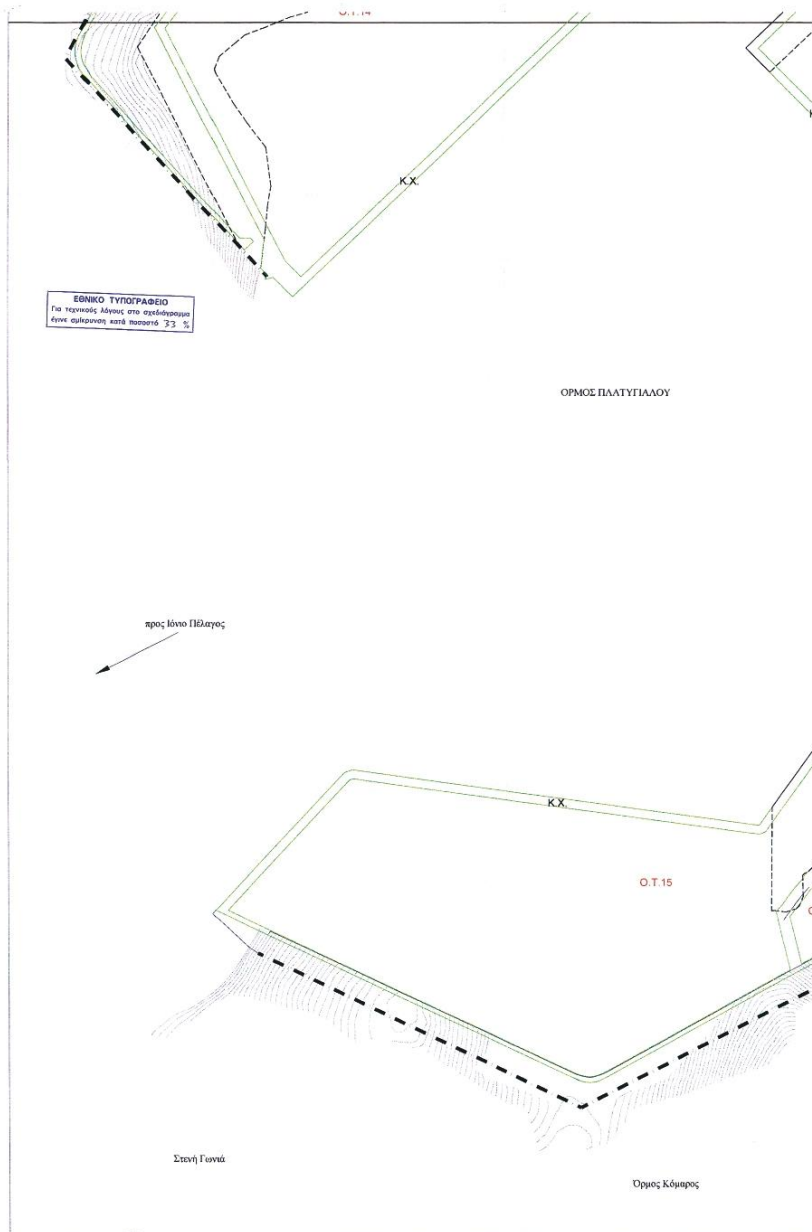 Ο.Τ.14
Κ.Χ.
ΕΘΝΙΚΟ ΤΥΠΟΓΡΑΦΕΙΟ
Για τεχνικούς λόγους στο σχεδιάγραμμα
έγινε σμίκρυνση κατά ποσοστό 33 %
ΟΡΜΟΣ ΠΛΑΤΥΓΙΑΛΟΥ
προς Ιόνιο Πέλαγος
Κ.Χ.
Ο.Τ.15
Στενή Γωνιά
Όρμος Κόμαρος